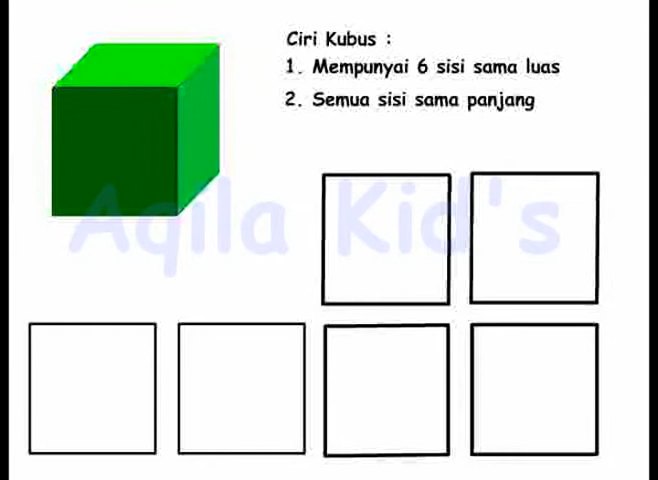 Ciri Kubus :
1. Mempunyai 6 sisi sama luas
2. Semua sisi sama panjang
Aqila Kid's